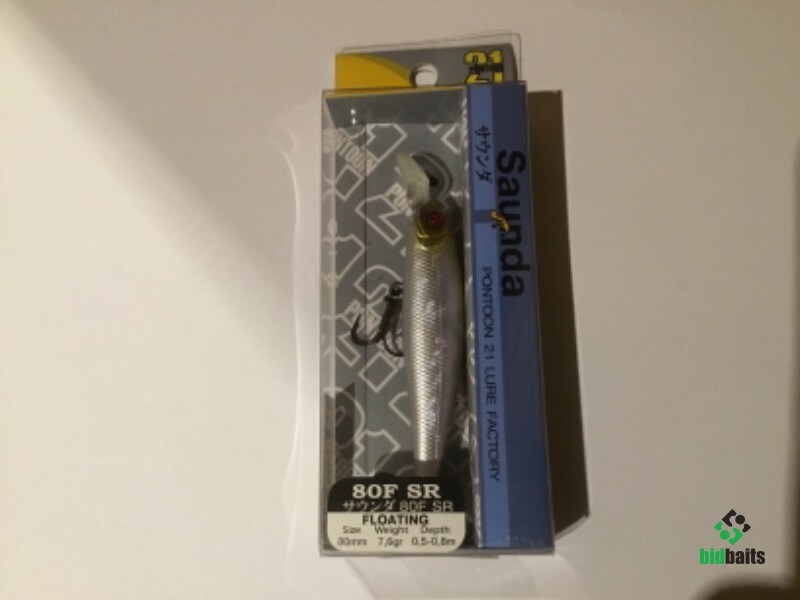 21
サウンダ
Saunda
PONTOON 21 LURE FACTORY
80F SR
サウンダ 80F SR
FLOATING
Size Weight Depth
80mm 7,6gr 0,5-0,8m
bidbaits